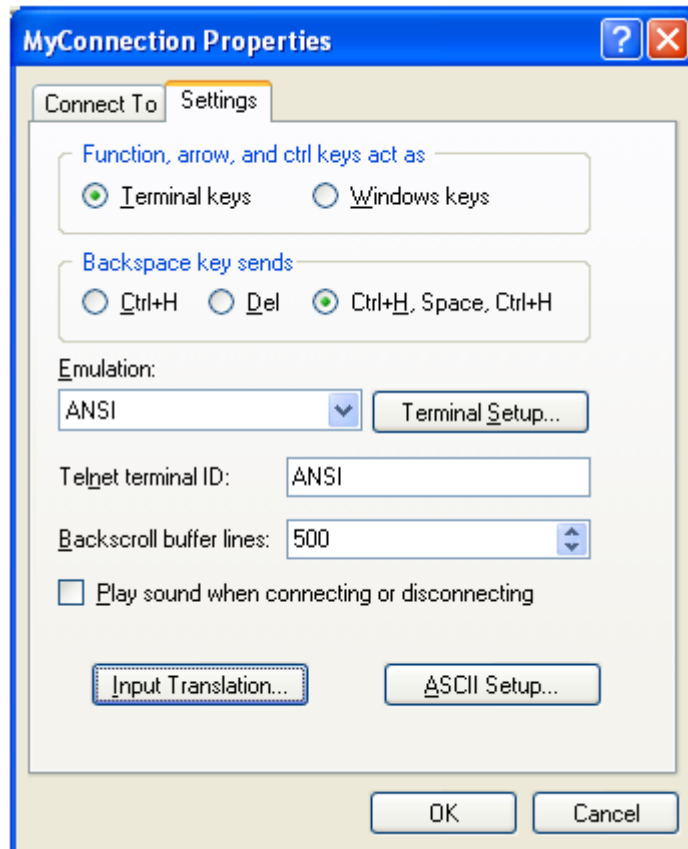 MyConnection Properties
Connect To Settings
Function, arrow, and ctrl keys act as
Terminal keys Windows keys
Backspace key sends
Ctrl+H Del Ctrl+H, Space, Ctrl+H
Emulation:
ANSI Terminal Setup...
Telnet terminal ID: ANSI
Backscroll buffer lines: 500
Play sound when connecting or disconnecting
Input Translation... ASCII Setup...
OK Cancel